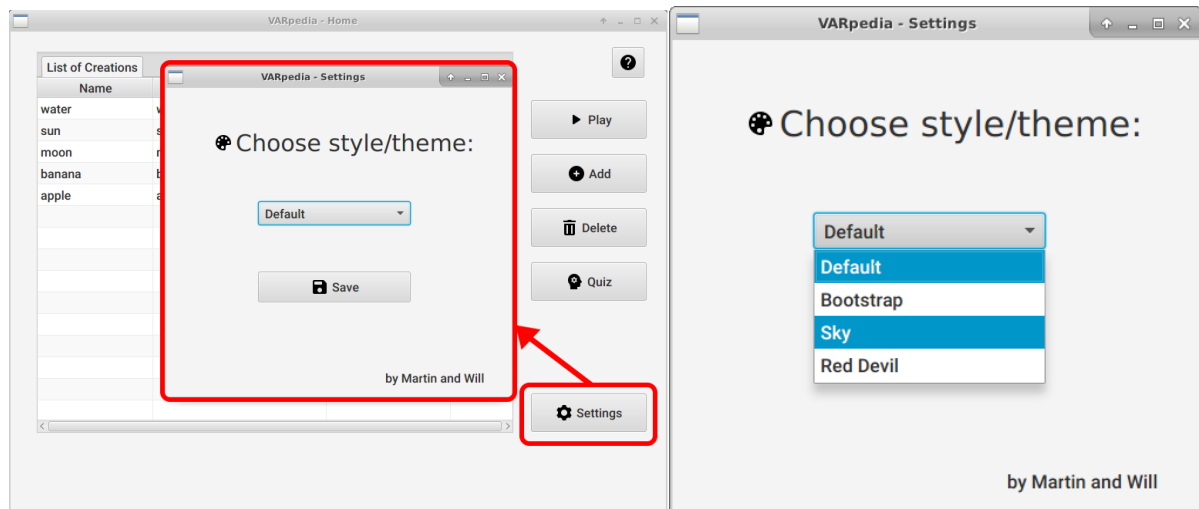 VARpedia - Home
List of Creations
Name
water
sun
moon
banana
apple
VARpedia - Settings
Choose style/theme:
Default
Save
by Martin and Will
Play
Add
Delete
Quiz
Settings
VARpedia - Settings
Choose style/theme:
Default
Default
Bootstrap
Sky
Red Devil
by Martin and Will